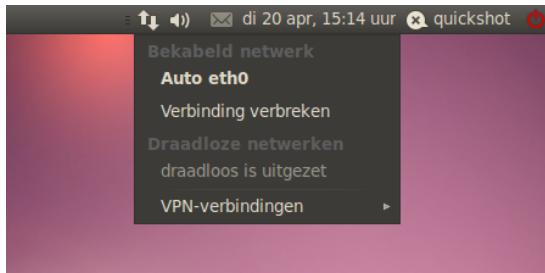 di 20 apr, 15:14 uur quickshot
Bekabeld netwerk
Auto eth0
Verbinding verbreken
Draadloze netwerken
draadloos is uitgezet
VPN-verbindingen